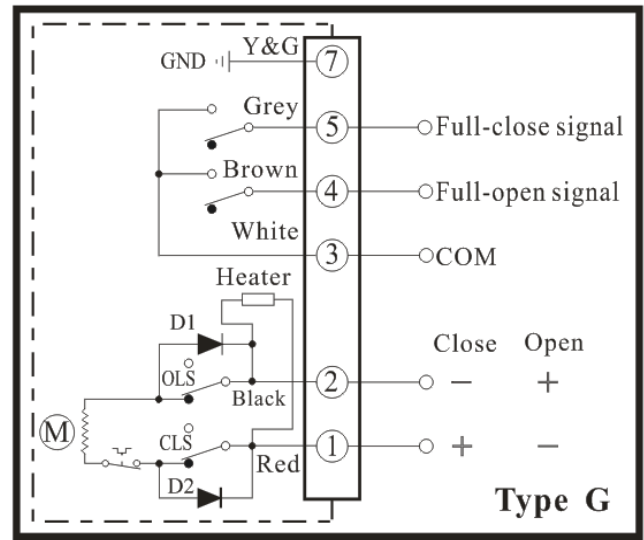 GND Y&G 7
Grey 5 Full-close signal
Brown 4 Full-open signal
White 3 COM
Heater
D1 Close Open
OLS Black 2 − +
M CLS Red 1 + −
D2
Type G